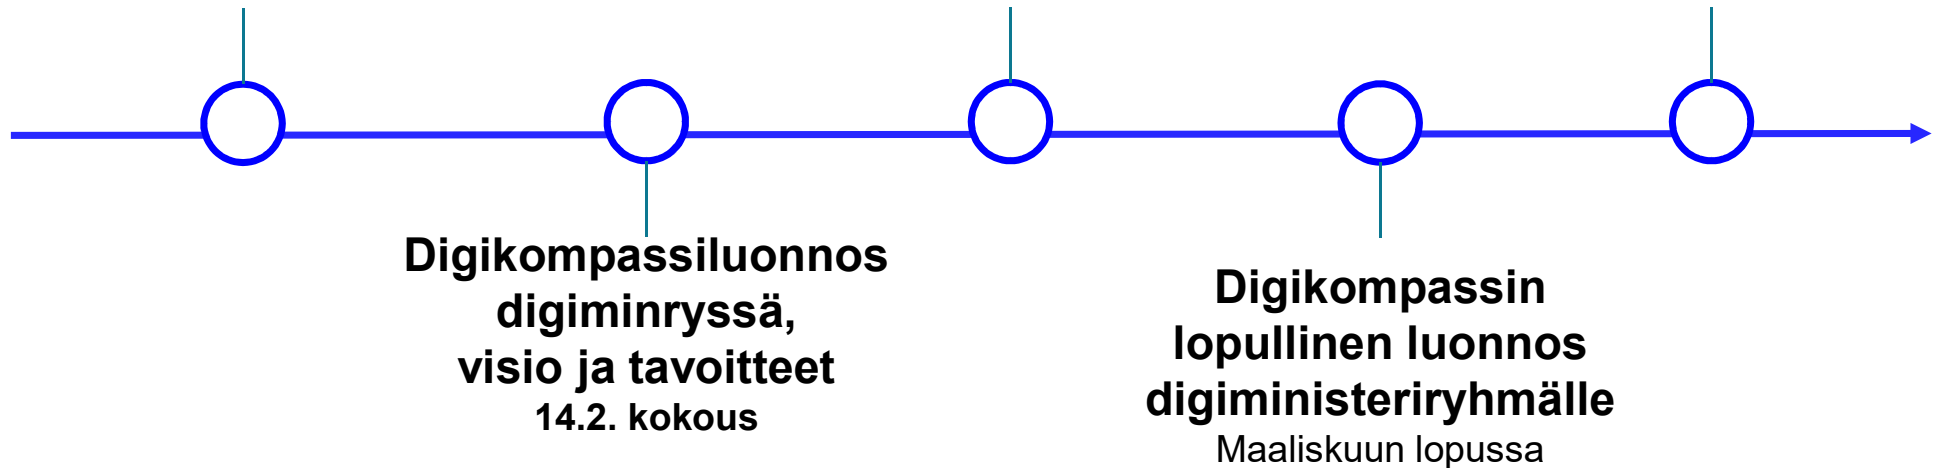 Digikompassiluonnos
digiminryssä,
visio ja tavoitteet
14.2. kokous
Digikompassin
lopullinen luonnos
digiministeriryhmälle
Maaliskuun lopussa